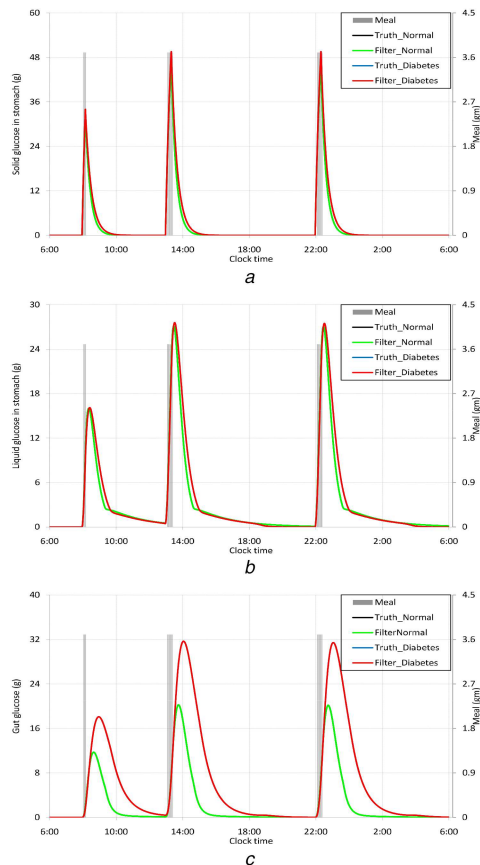 60
48
36
24
12
0
Solid glucose in stomach (g)
4.5
3.6
2.7
1.8
0.9
0
Meal (gm)
Meal
Truth_Normal
Filter_Normal
Truth_Diabetes
Filter_Diabetes
6:00 10:00 14:00 18:00 22:00 2:00 6:00
Clock time
a
30
24
18
12
6
0
Liquid glucose in stomach (g)
4.5
3.6
2.7
1.8
0.9
0
Meal (gm)
Meal
Truth_Normal
Filter_Normal
Truth_Diabetes
Filter_Diabetes
6:00 10:00 14:00 18:00 22:00 2:00 6:00
Clock time
b
40
32
24
16
8
0
Gut glucose (g)
4.5
3.6
2.7
1.8
0.9
0
Meal (gm)
Meal
Truth_Normal
FilterNormal
Truth_Diabetes
Filter_Diabetes
6:00 10:00 14:00 18:00 22:00 2:00 6:00
Clock time
c